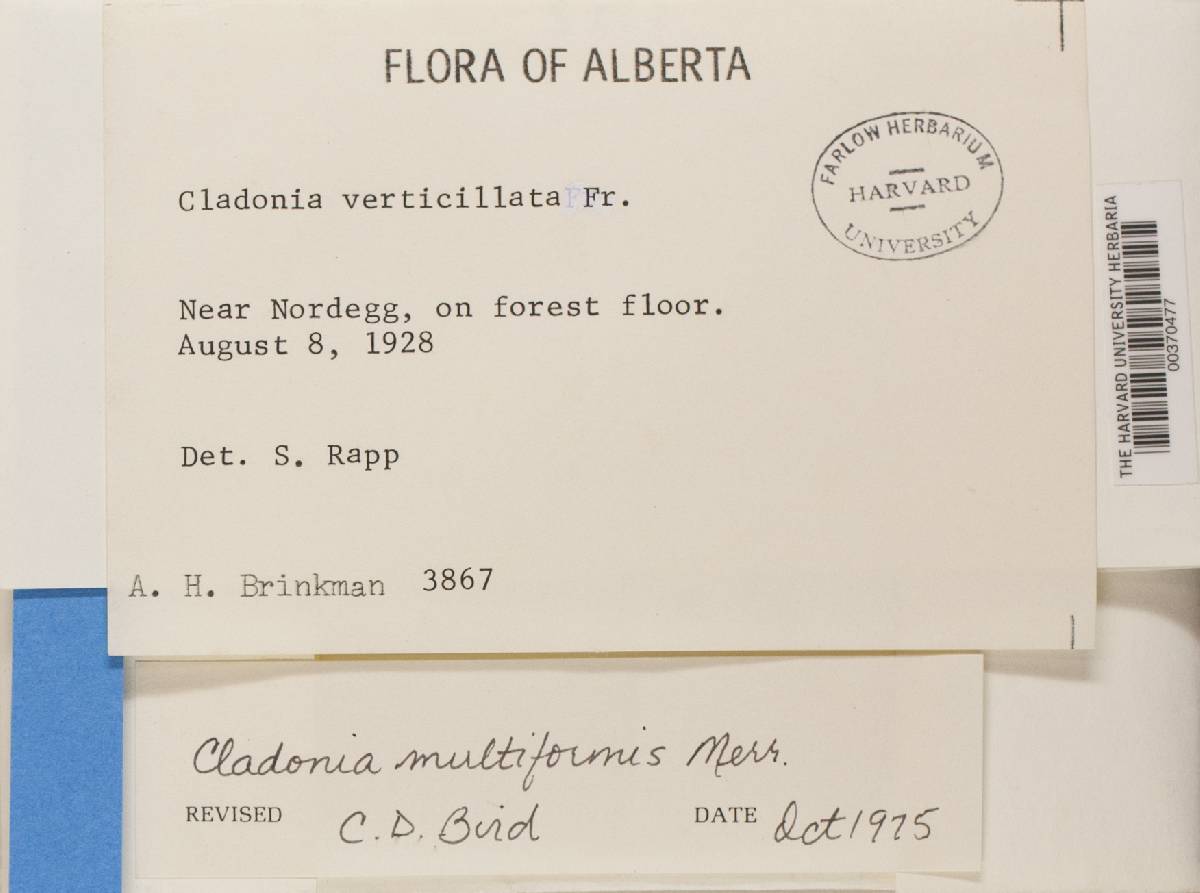 FLORA OF ALBERTA
FARLOW HERBARIUM
HARVARD
UNIVERSITY
Cladonia verticillata Fr.
Near Nordegg, on forest floor.
August 8, 1928
Det. S. Rapp
A. H. Brinkman 3867
THE HARVARD UNIVERSITY HERBARIA
00370477
Cladonia multiformis Merr.
REVISED C. D. Bird DATE Oct 1975